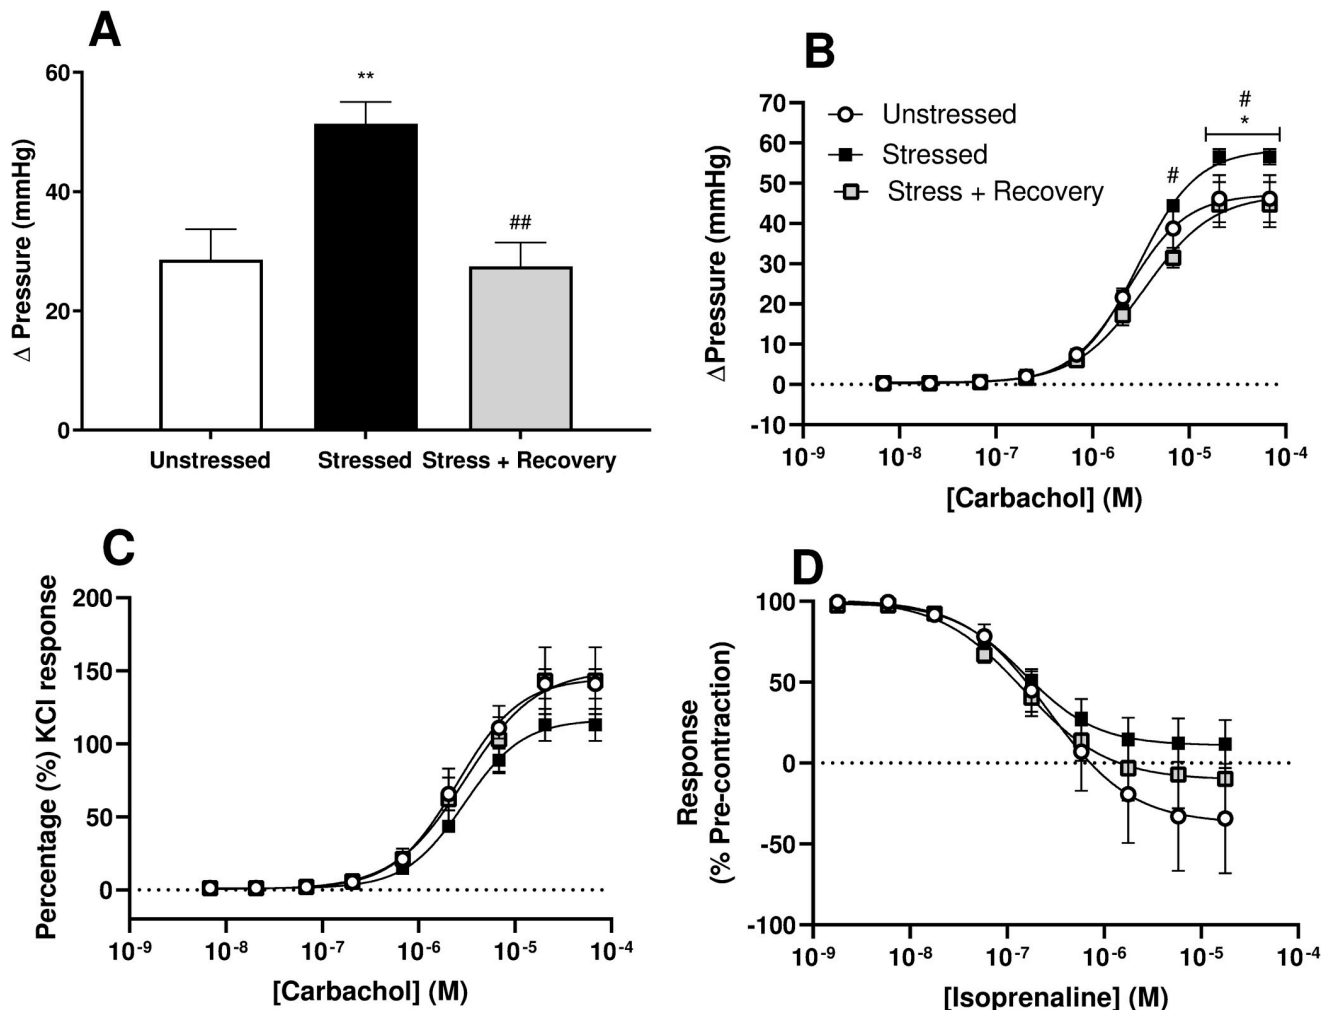 A
60
40
20
0
Δ Pressure (mmHg)
**
##
Unstressed Stressed Stress + Recovery
B
70
60
50
40
30
20
10
0
-10
ΔPressure (mmHg)
Unstressed
Stressed
Stress + Recovery
#
#
*
10-9 10-8 10-7 10-6 10-5 10-4
[Carbachol] (M)
C
200
150
100
50
0
Percentage (%) KCl response
10-9 10-8 10-7 10-6 10-5 10-4
[Carbachol] (M)
D
100
50
0
-50
-100
Response
(% Pre-contraction)
10-9 10-8 10-7 10-6 10-5 10-4
[Isoprenaline] (M)